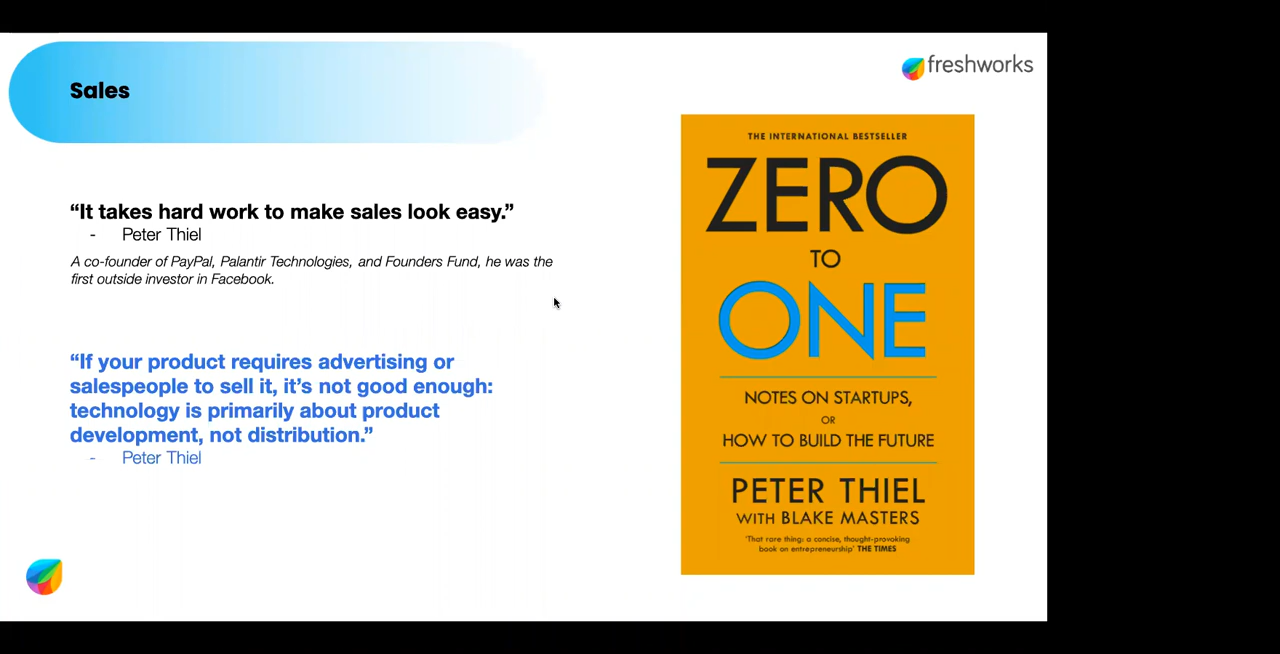 Sales
freshworks
“It takes hard work to make sales look easy.”
- Peter Thiel
A co-founder of PayPal, Palantir Technologies, and Founders Fund, he was the
first outside investor in Facebook.
“If your product requires advertising or
salespeople to sell it, it’s not good enough:
technology is primarily about product
development, not distribution.”
- Peter Thiel
THE INTERNATIONAL BESTSELLER
ZERO
TO
ONE
NOTES ON STARTUPS,
OR
HOW TO BUILD THE FUTURE
PETER THIEL
WITH BLAKE MASTERS
'That rare thing: a concise, thought-provoking
book on entrepreneurship' THE TIMES